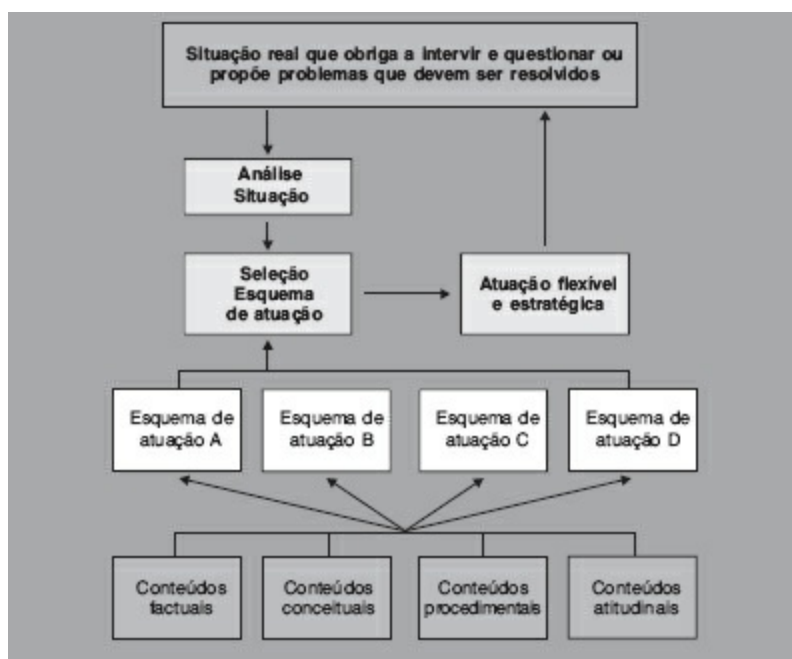 Situação real que obriga a intervir e questionar ou
propõe problemas que devem ser resolvidos
Análise
Situação
Seleção
Esquema
de atuação
Atuação flexível
e estratégica
Esquema de
atuação A
Esquema de
atuação B
Esquema de
atuação C
Esquema de
atuação D
Conteúdos
factuais
Conteúdos
conceituais
Conteúdos
procedimentais
Conteúdos
atitudinais